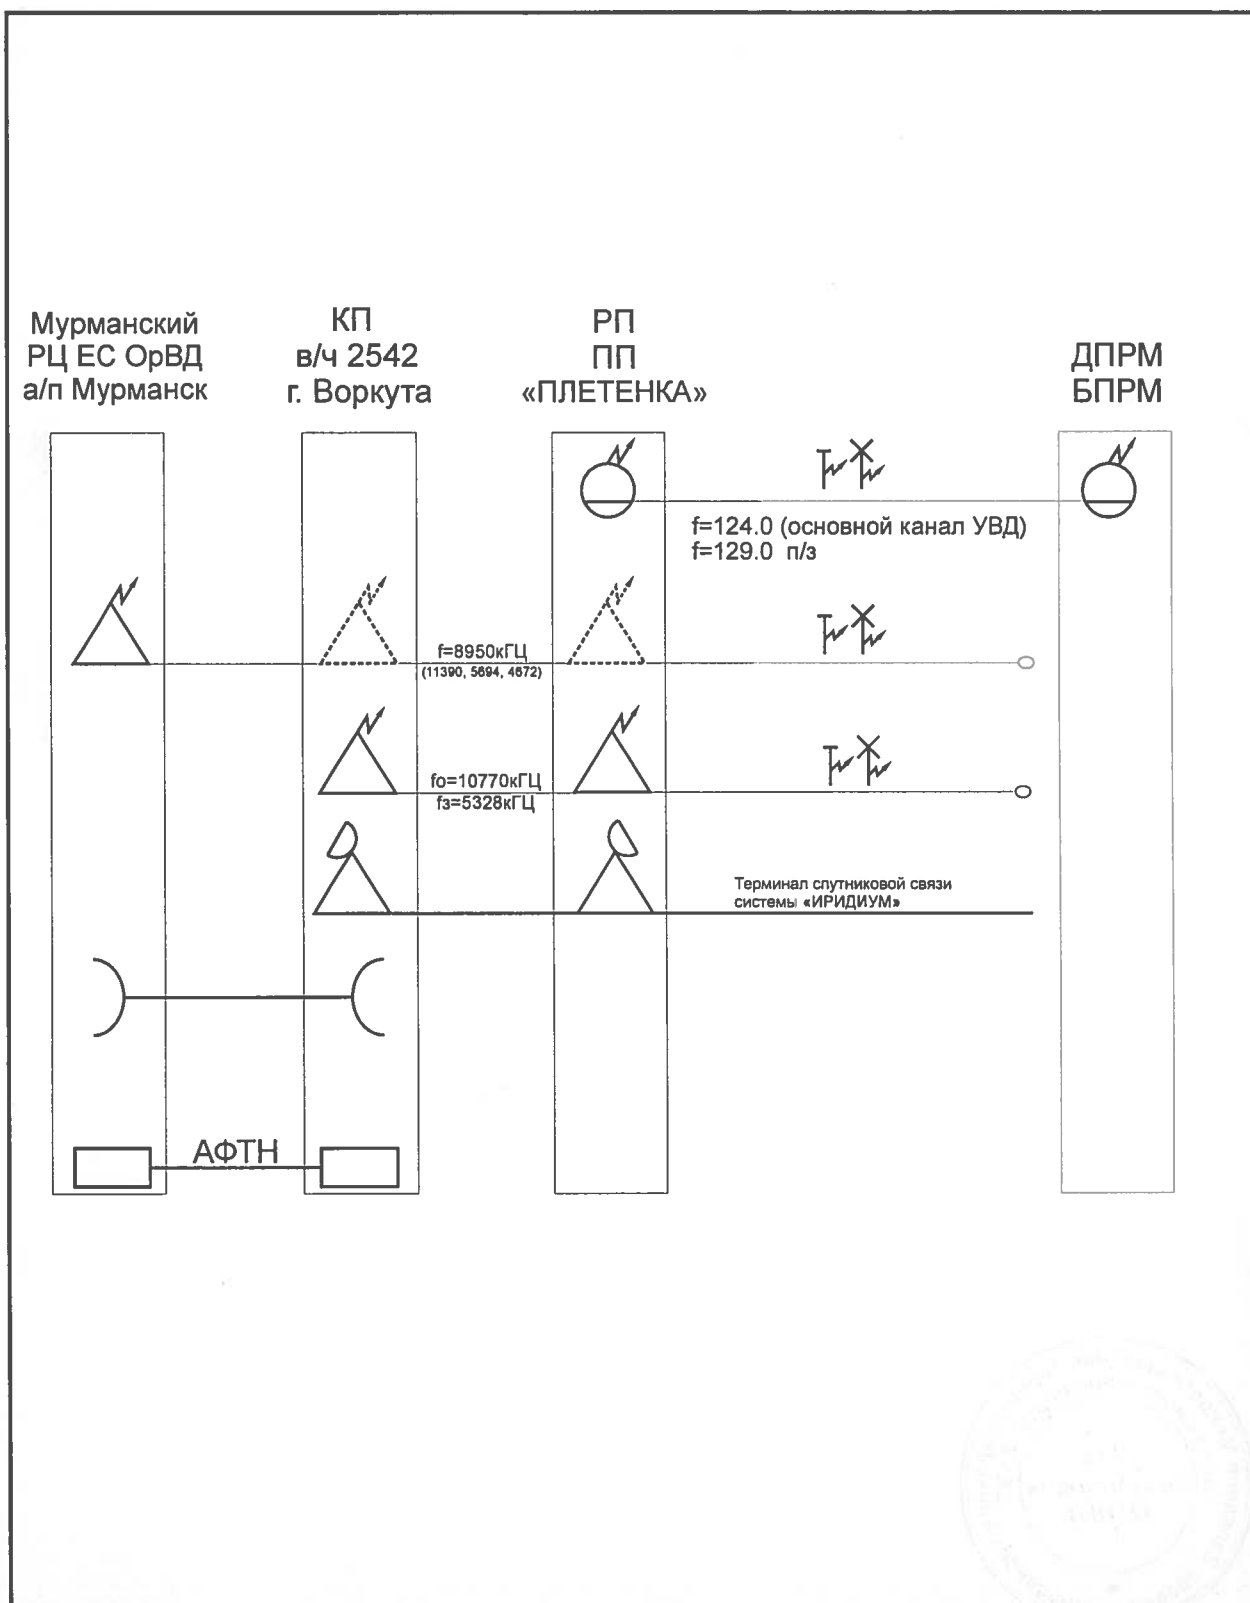 Мурманский
РЦ ЕС ОрВД
а/п Мурманск
КП
в/ч 2542
г. Воркута
РП
ПП
«ПЛЕТЕНКА»
ДПРМ
БПРМ
f=124.0 (основной канал УВД)
f=129.0 п/з
f=8950кГЦ
(11390, 5694, 4672)
fo=10770кГЦ
fз=5328кГЦ
Терминал спутниковой связи
системы «ИРИДИУМ»
АФТН